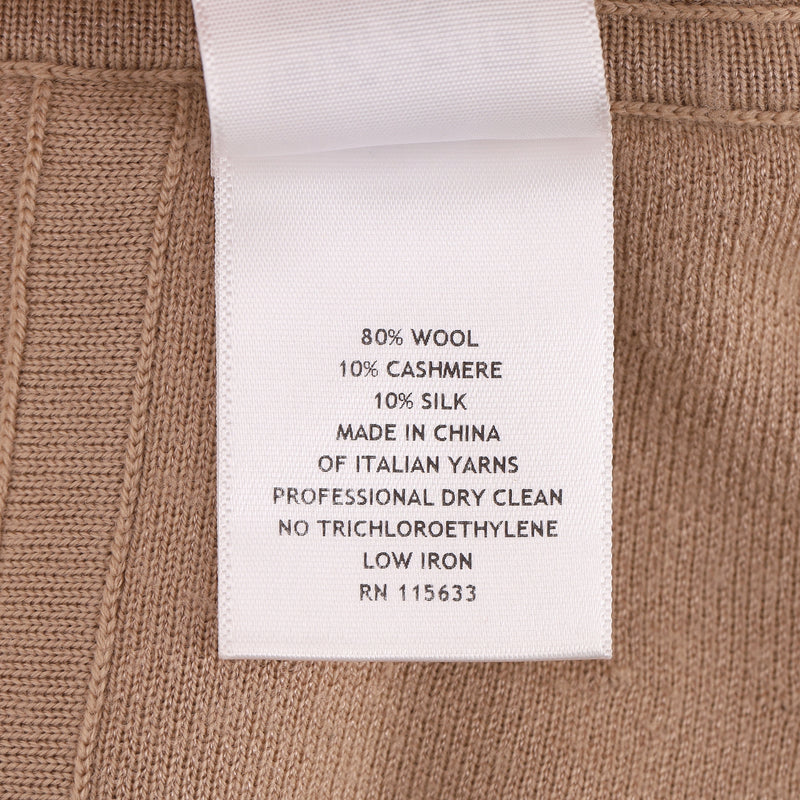 80% WOOL
10% CASHMERE
10% SILK
MADE IN CHINA
OF ITALIAN YARNS
PROFESSIONAL DRY CLEAN
NO TRICHLOROETHYLENE
LOW IRON
RN 115633